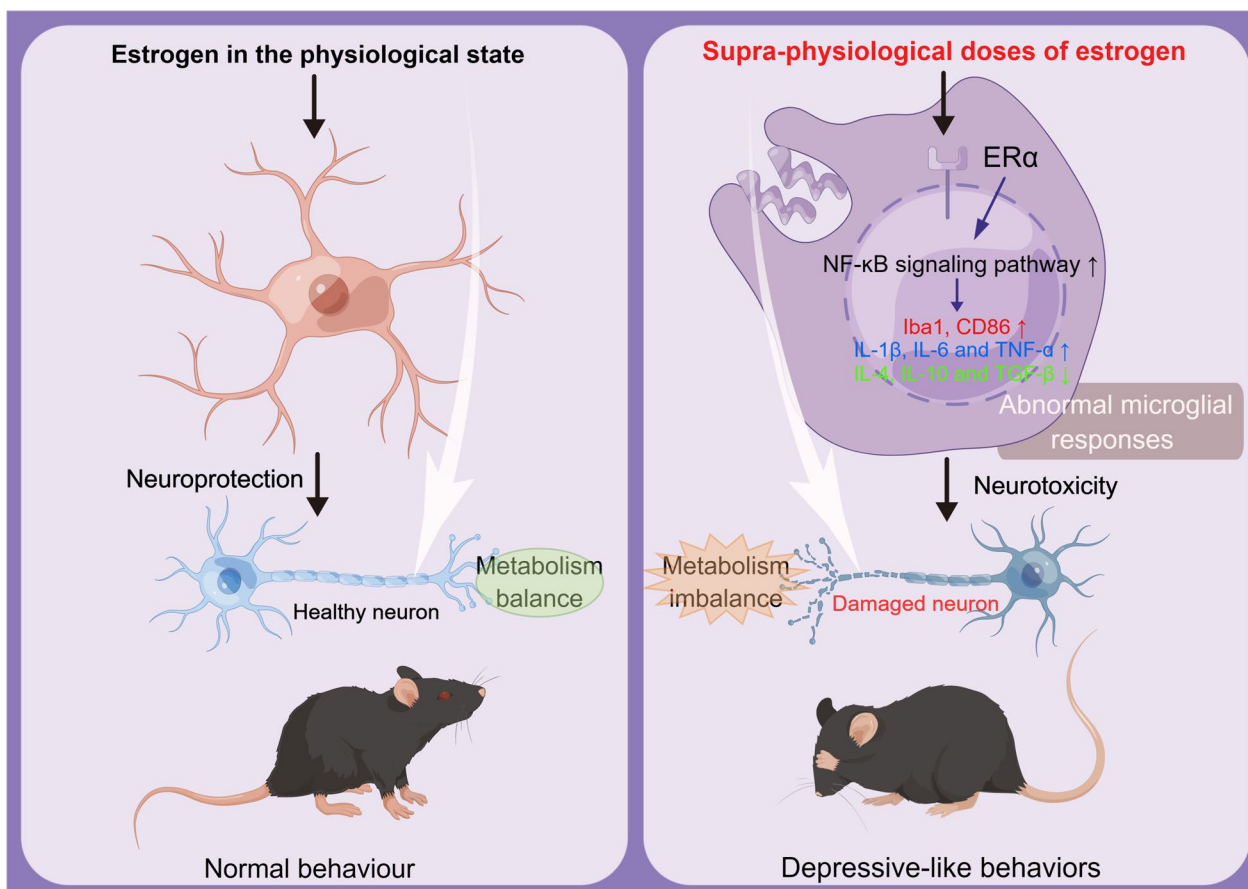 Estrogen in the physiological state
Neuroprotection
Healthy neuron
Metabolism
balance
Normal behaviour
Supra-physiological doses of estrogen
ERα
NF-κB signaling pathway ↑
Iba1, CD86 ↑
IL-1β, IL-6 and TNF-α ↑
IL-4, IL-10 and TGF-β ↓
Abnormal microglial
responses
Neurotoxicity
Metabolism
imbalance
Damaged neuron
Depressive-like behaviors